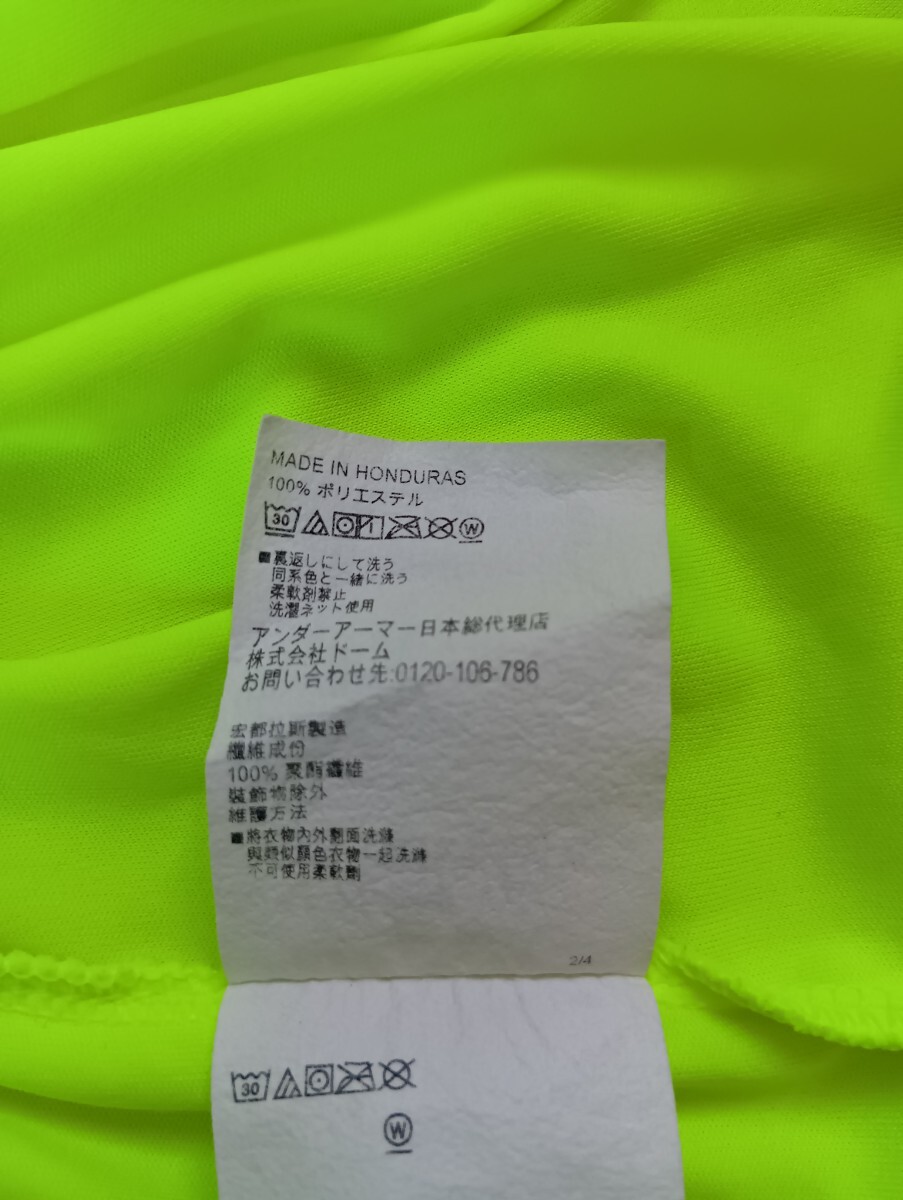 MADE IN HONDURAS
100% ポリエステル
30 W
■裏返しにして洗う
同系色と一緒に洗う
柔軟剤禁止
洗濯ネット使用
アンダーアーマー日本総代理店
株式会社ドーム
お問い合わせ先:0120-106-786
宏都拉斯製造
纖維成份
100% 聚酯纖維
裝飾物除外
維護方法
■將衣物內外翻面洗滌
與類似顏色衣物一起洗滌
不可使用柔軟劑
2/4
30
W